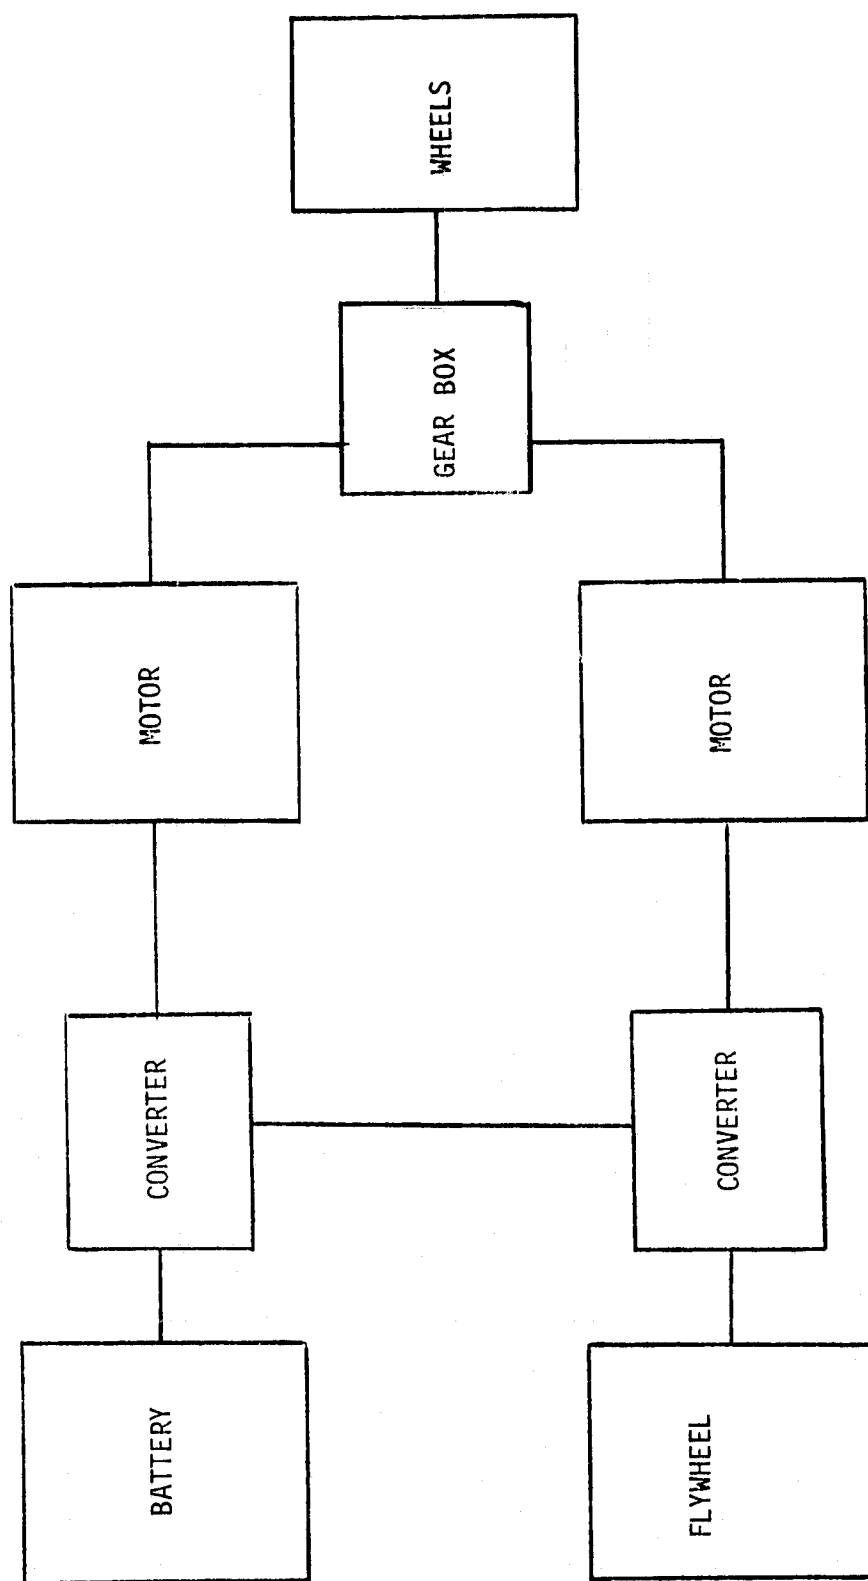 BATTERY
CONVERTER
MOTOR
GEAR BOX
WHEELS
FLYWHEEL
CONVERTER
MOTOR